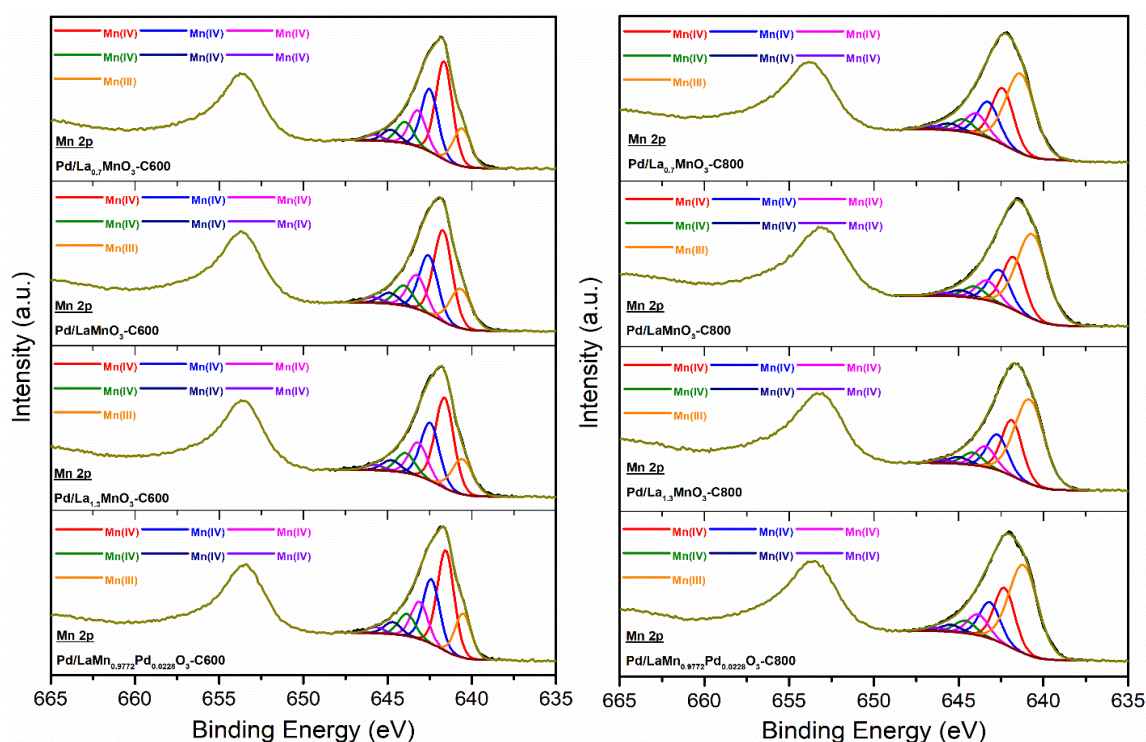 Intensity (a.u.)
Mn(IV) Mn(IV) Mn(IV)
Mn(IV) Mn(IV) Mn(IV)
Mn(III)
Mn 2p
Pd/La0.7MnO3-C600
Mn(IV) Mn(IV) Mn(IV)
Mn(IV) Mn(IV) Mn(IV)
Mn(III)
Mn 2p
Pd/LaMnO3-C600
Mn(IV) Mn(IV) Mn(IV)
Mn(IV) Mn(IV) Mn(IV)
Mn(III)
Mn 2p
Pd/La1.3MnO3-C600
Mn(IV) Mn(IV) Mn(IV)
Mn(IV) Mn(IV) Mn(IV)
Mn(III)
Mn 2p
Pd/LaMn0.9772Pd0.0228O3-C600
665 660 655 650 645 640 635
Binding Energy (eV)
Intensity (a.u.)
Mn(IV) Mn(IV) Mn(IV)
Mn(IV) Mn(IV) Mn(IV)
Mn(III)
Mn 2p
Pd/La0.7MnO3-C800
Mn(IV) Mn(IV) Mn(IV)
Mn(IV) Mn(IV) Mn(IV)
Mn(III)
Mn 2p
Pd/LaMnO3-C800
Mn(IV) Mn(IV) Mn(IV)
Mn(IV) Mn(IV) Mn(IV)
Mn(III)
Mn 2p
Pd/La1.3MnO3-C800
Mn(IV) Mn(IV) Mn(IV)
Mn(IV) Mn(IV) Mn(IV)
Mn(III)
Mn 2p
Pd/LaMn0.9772Pd0.0228O3-C800
665 660 655 650 645 640 635
Binding Energy (eV)